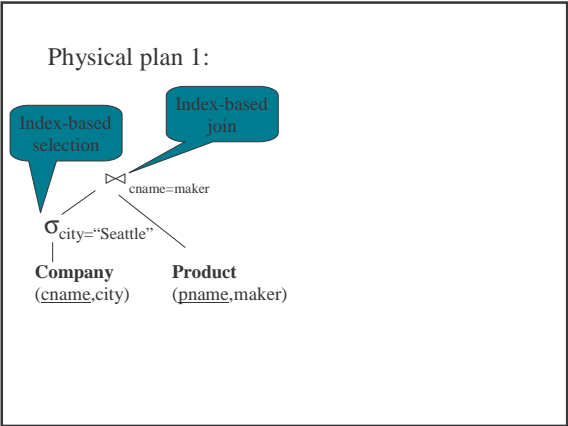 Physical plan 1:
Index-based
join
Index-based
selection
⋈cname=maker
σcity=“Seattle”
Company
(cname,city)
Product
(pname,maker)